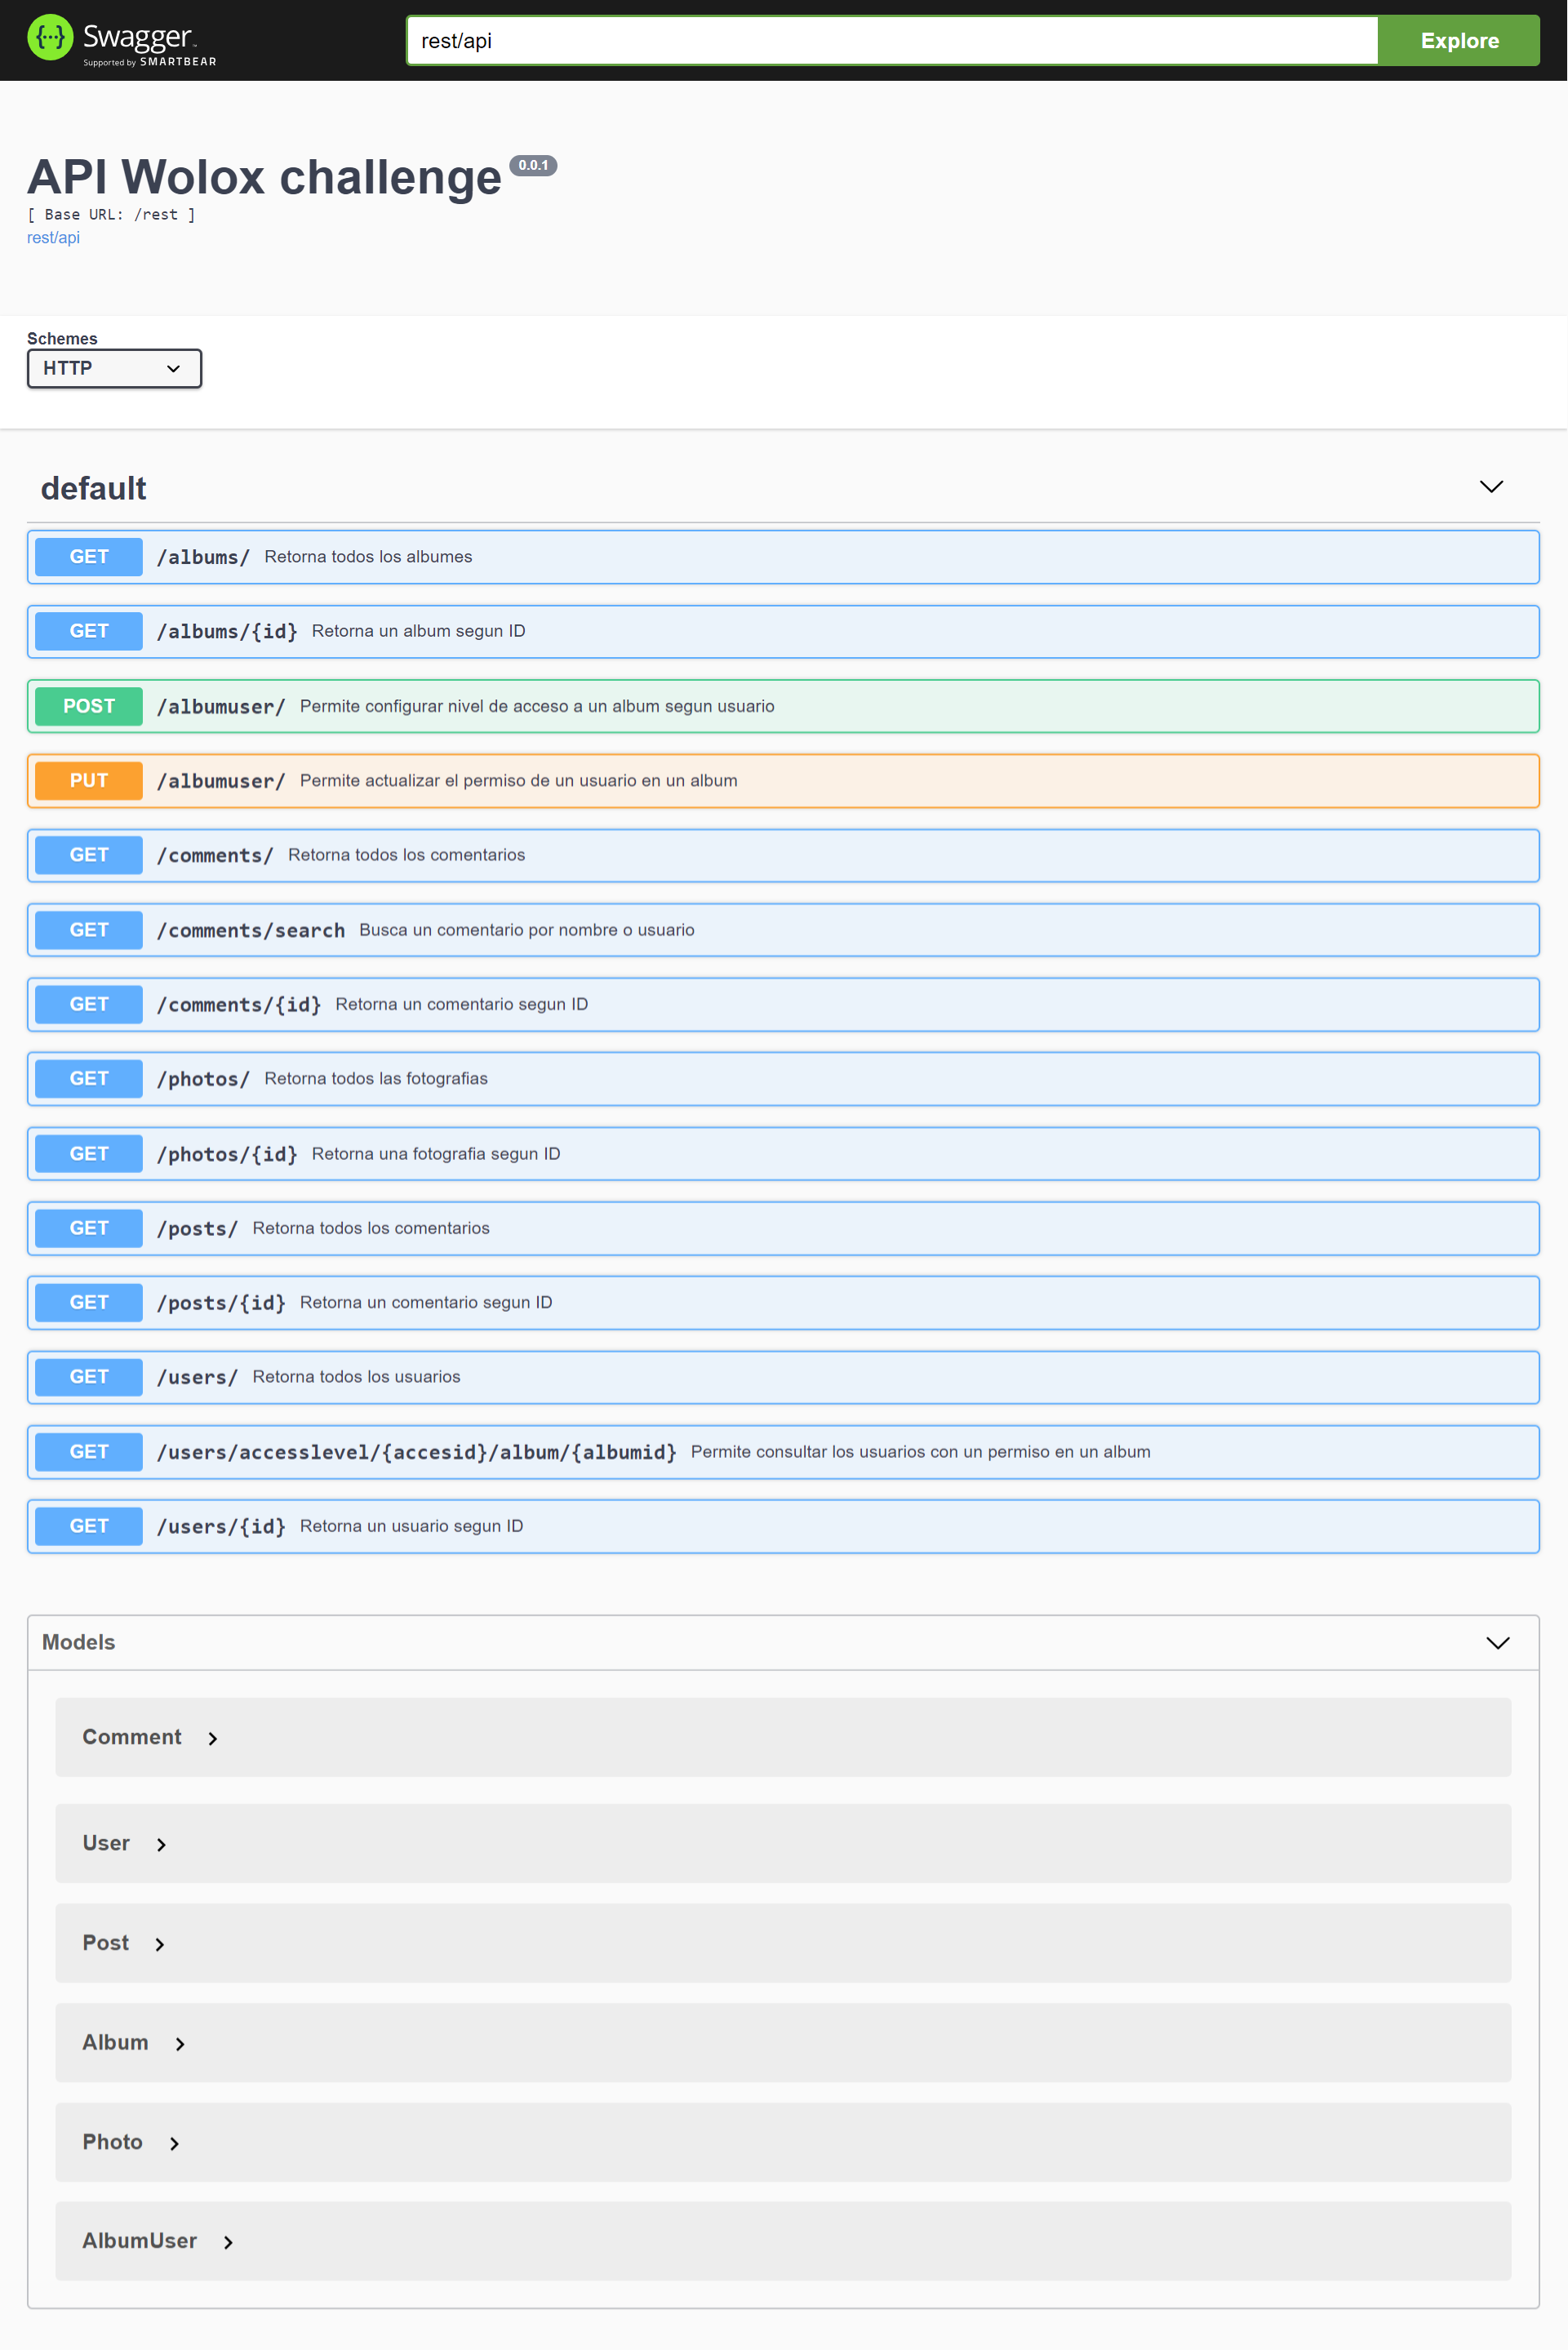 {···} Swagger™
Supported by SMARTBEAR
rest/api
Explore
API Wolox challenge 0.0.1
[ Base URL: /rest ]
rest/api
Schemes
HTTP
default
GET /albums/ Retorna todos los albumes
GET /albums/{id} Retorna un album segun ID
POST /albumuser/ Permite configurar nivel de acceso a un album segun usuario
PUT /albumuser/ Permite actualizar el permiso de un usuario en un album
GET /comments/ Retorna todos los comentarios
GET /comments/search Busca un comentario por nombre o usuario
GET /comments/{id} Retorna un comentario segun ID
GET /photos/ Retorna todos las fotografias
GET /photos/{id} Retorna una fotografia segun ID
GET /posts/ Retorna todos los comentarios
GET /posts/{id} Retorna un comentario segun ID
GET /users/ Retorna todos los usuarios
GET /users/accesslevel/{accesid}/album/{albumid} Permite consultar los usuarios con un permiso en un album
GET /users/{id} Retorna un usuario segun ID
Models
Comment
User
Post
Album
Photo
AlbumUser